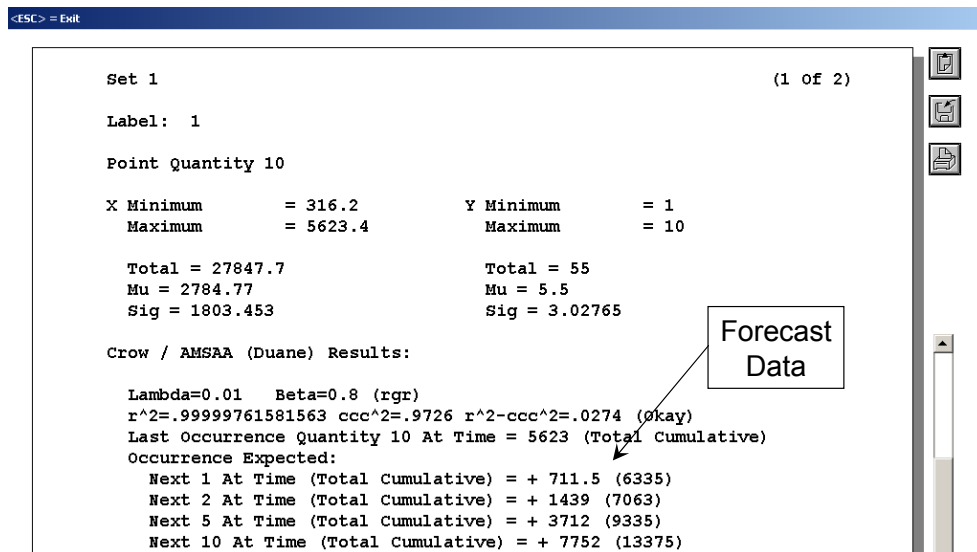 <ESC> = Exit
Set 1 (1 Of 2)
Label: 1
Point Quantity 10
X Minimum = 316.2 Y Minimum = 1
Maximum = 5623.4 Maximum = 10
Total = 27847.7 Total = 55
Mu = 2784.77 Mu = 5.5
Sig = 1803.453 Sig = 3.02765
Forecast
Data
Crow / AMSAA (Duane) Results:
Lambda=0.01 Beta=0.8 (rgr)
r^2=.99999761581563 ccc^2=.9726 r^2-ccc^2=.0274 (Okay)
Last Occurrence Quantity 10 At Time = 5623 (Total Cumulative)
Occurrence Expected:
Next 1 At Time (Total Cumulative) = + 711.5 (6335)
Next 2 At Time (Total Cumulative) = + 1439 (7063)
Next 5 At Time (Total Cumulative) = + 3712 (9335)
Next 10 At Time (Total Cumulative) = + 7752 (13375)